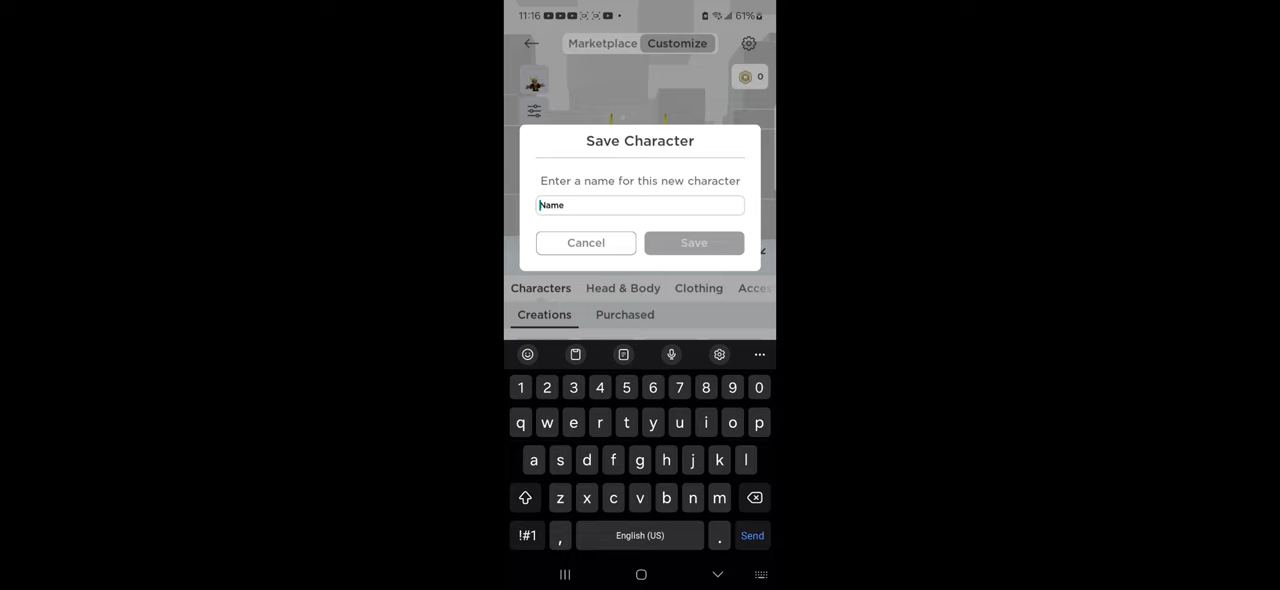 11:16 61%
Marketplace Customize
0
Save Character
Enter a name for this new character
Name
Cancel Save
Characters Head & Body Clothing Acces
Creations Purchased
1 2 3 4 5 6 7 8 9 0
q w e r t y u i o p
a s d f g h j k l
z x c v b n m
!#1 , English (US) . Send